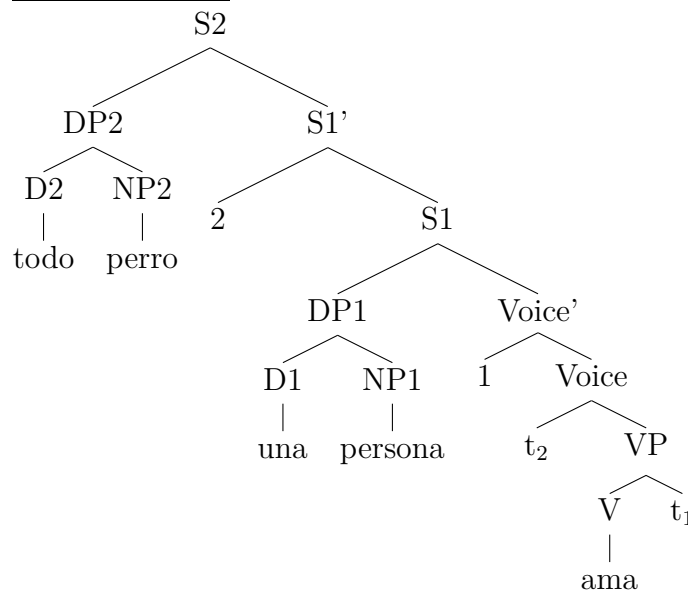 S2
DP2 S1'
D2 NP2 2 S1
todo perro
DP1 Voice'
D1 NP1 1 Voice
una persona t₂ VP
V t₁
ama